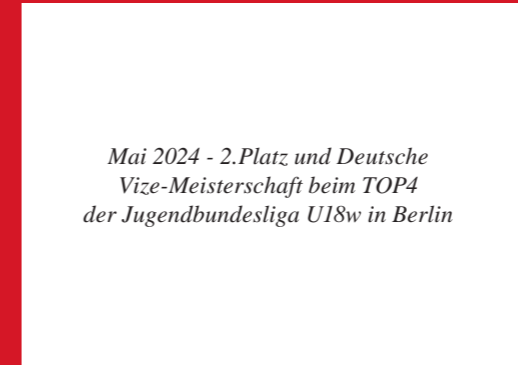 Mai 2024 - 2.Platz und Deutsche
Vize-Meisterschaft beim TOP4
der Jugendbundesliga U18w in Berlin